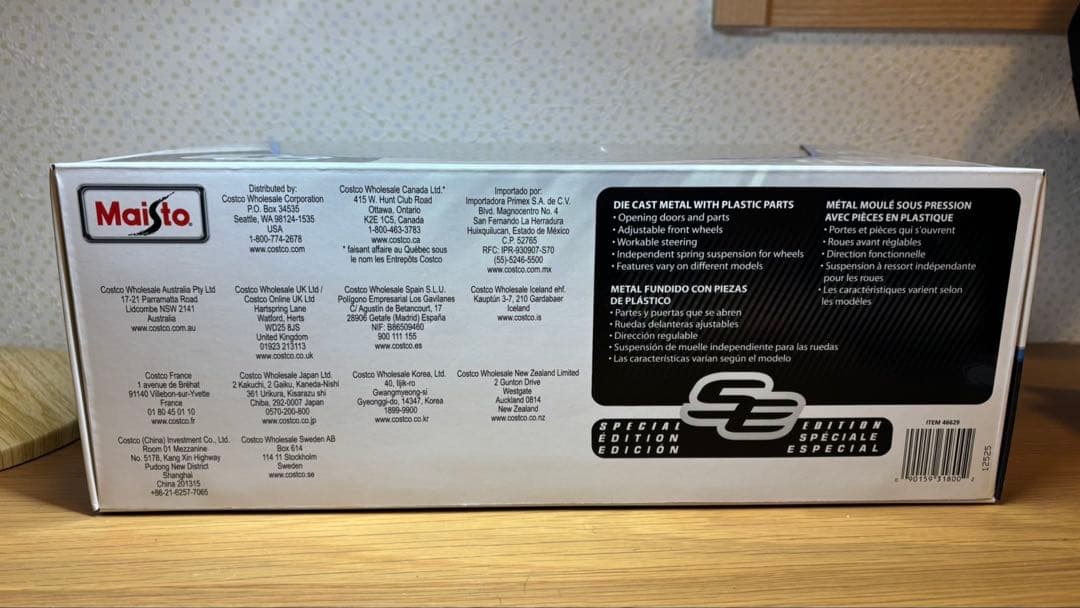 Maisto
Distributed by:
Costco Wholesale Corporation
P.O. Box 34535
Seattle, WA 98124-1535
USA
1-800-774-2678
www.costco.com
Costco Wholesale Canada Ltd.*
415 W. Hunt Club Road
Ottawa, Ontario
K2E 1C5, Canada
1-800-463-3783
www.costco.ca
* faisant affaire au Québec sous
le nom les Entrepôts Costco
Importado por:
Importadora Primex S.A. de C.V.
Blvd. Magnocentro No. 4
San Fernando La Herradura
Huixquilucan, Estado de México
C.P. 52765
RFC: IPR-930907-S70
(55)-5246-5500
www.costco.com.mx
Costco Wholesale Australia Pty Ltd
17-21 Parramatta Road
Lidcombe NSW 2141
Australia
www.costco.com.au
Costco Wholesale UK Ltd /
Costco Online UK Ltd
Hartspring Lane
Watford, Herts
WD25 8JS
United Kingdom
01923 213113
www.costco.co.uk
Costco Wholesale Spain S.L.U.
Polígono Empresarial Los Gavilanes
C/ Agustín de Betancourt, 17
28906 Getafe (Madrid) España
NIF: B86509460
900 111 155
www.costco.es
Costco Wholesale Iceland ehf.
Kauptún 3-7, 210 Gardabaer
Iceland
www.costco.is
Costco France
1 avenue de Bréhat
91140 Villebon-sur-Yvette
France
01 80 45 01 10
www.costco.fr
Costco Wholesale Japan Ltd.
2 Kakuchi, 2 Gaiku, Kaneda-Nishi
361 Urikura, Kisarazu shi
Chiba, 292-0007 Japan
0570-200-800
www.costco.co.jp
Costco Wholesale Korea, Ltd.
40, Iljik-ro
Gwangmyeong-si
Gyeonggi-do, 14347, Korea
1899-9900
www.costco.co.kr
Costco Wholesale New Zealand Limited
2 Gunton Drive
Westgate
Auckland 0814
New Zealand
www.costco.co.nz
Costco (China) Investment Co., Ltd.
Room 01 Mezzanine
No. 5178, Kang Xin Highway
Pudong New District
Shanghai
China 201315
+86-21-6257-7065
Costco Wholesale Sweden AB
Box 614
114 11 Stockholm
Sweden
www.costco.se
DIE CAST METAL WITH PLASTIC PARTS
• Opening doors and parts
• Adjustable front wheels
• Workable steering
• Independent spring suspension for wheels
• Features vary on different models
METAL FUNDIDO CON PIEZAS
DE PLÁSTICO
• Partes y puertas que se abren
• Ruedas delanteras ajustables
• Dirección regulable
• Suspensión de muelle independiente para las ruedas
• Las características varían según el modelo
MÉTAL MOULÉ SOUS PRESSION
AVEC PIÈCES EN PLASTIQUE
• Portes et pièces qui s'ouvrent
• Roues avant réglables
• Direction fonctionnelle
• Suspension à ressort indépendante
pour les roues
• Les caractéristiques varient selon
les modèles
SE
SPECIAL EDITION
ÉDITION SPÉCIALE
EDICIÓN ESPECIAL
ITEM 46629
0 90159 31800 2
12525